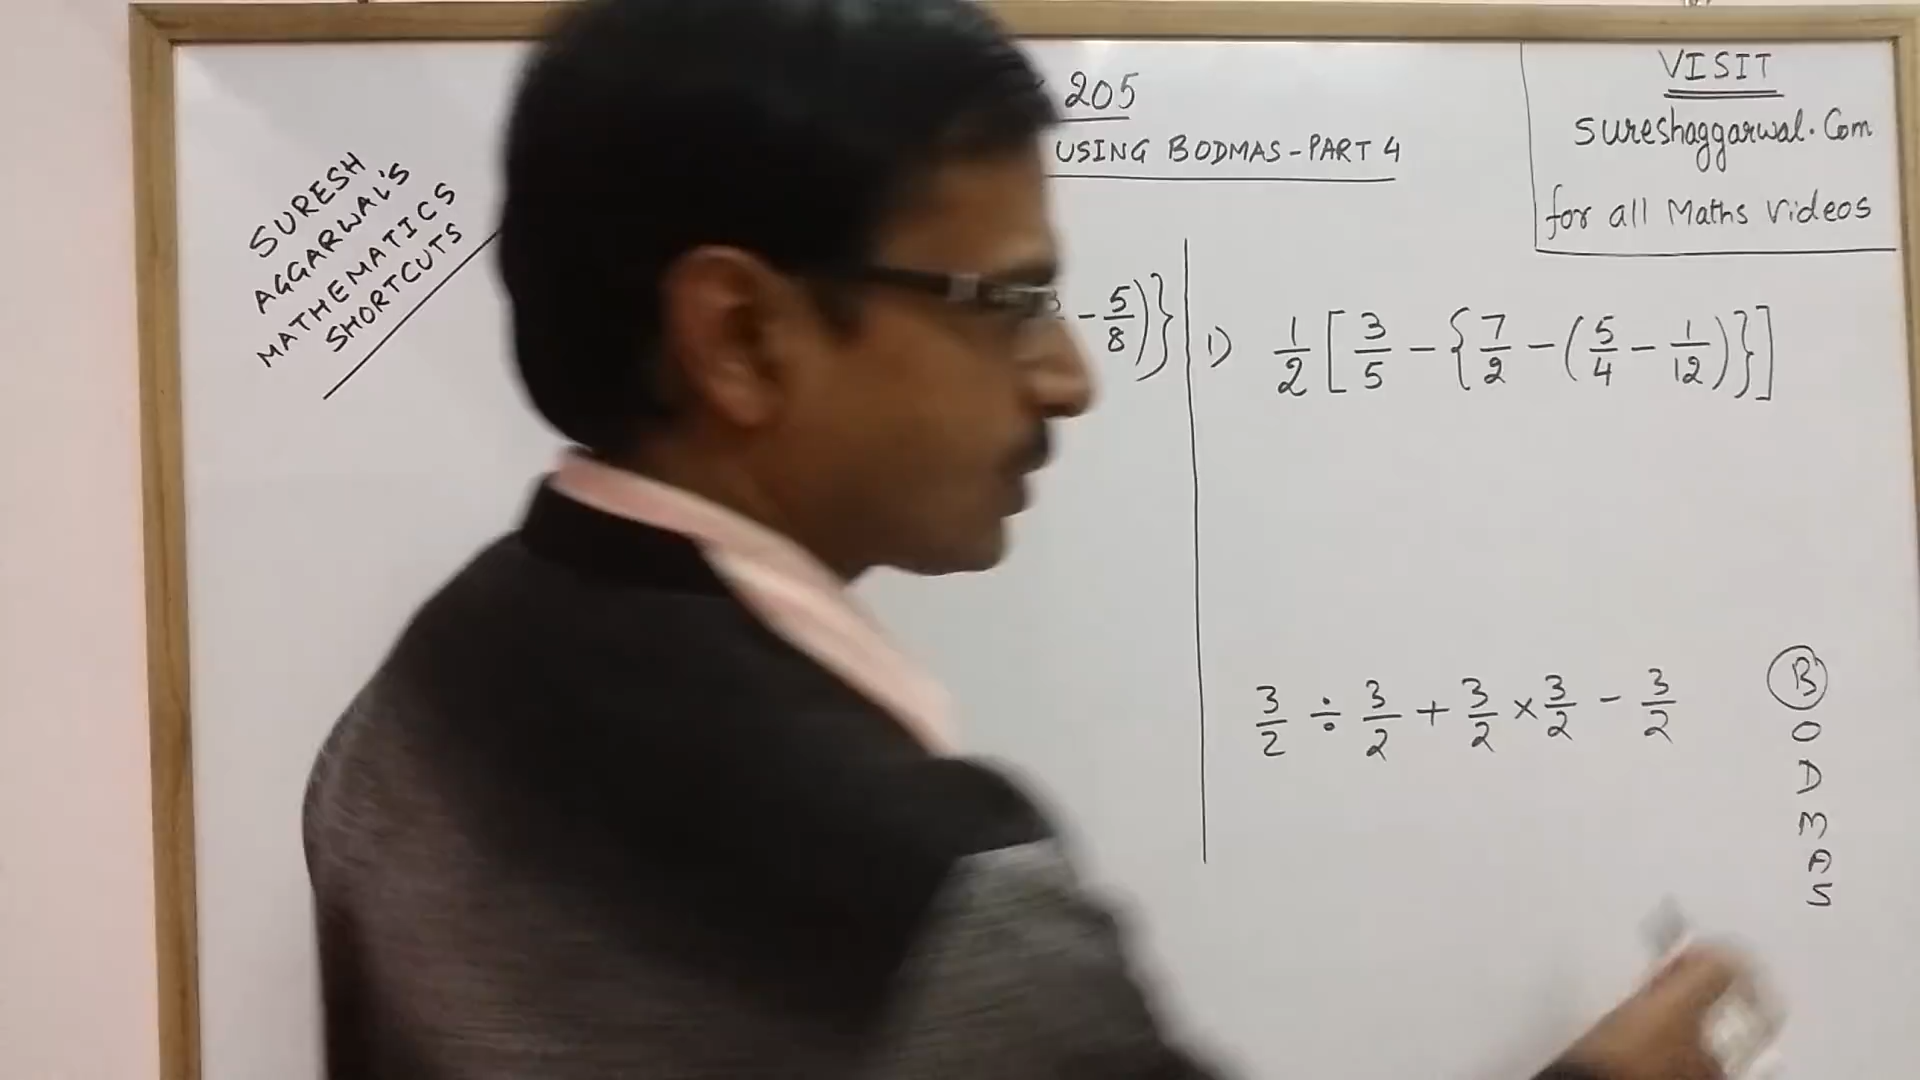 205
USING BODMAS-PART 4
VISIT
sureshaggarwal.Com
for all Maths videos
SURESH
AGGARWAL'S
MATHEMATICS
SHORTCUTS
- 5/8)}
1) 1/2 [3/5 - {7/2 - (5/4 - 1/12)}]
3/2 ÷ 3/2 + 3/2 × 3/2 - 3/2
B
O
D
M
A
S